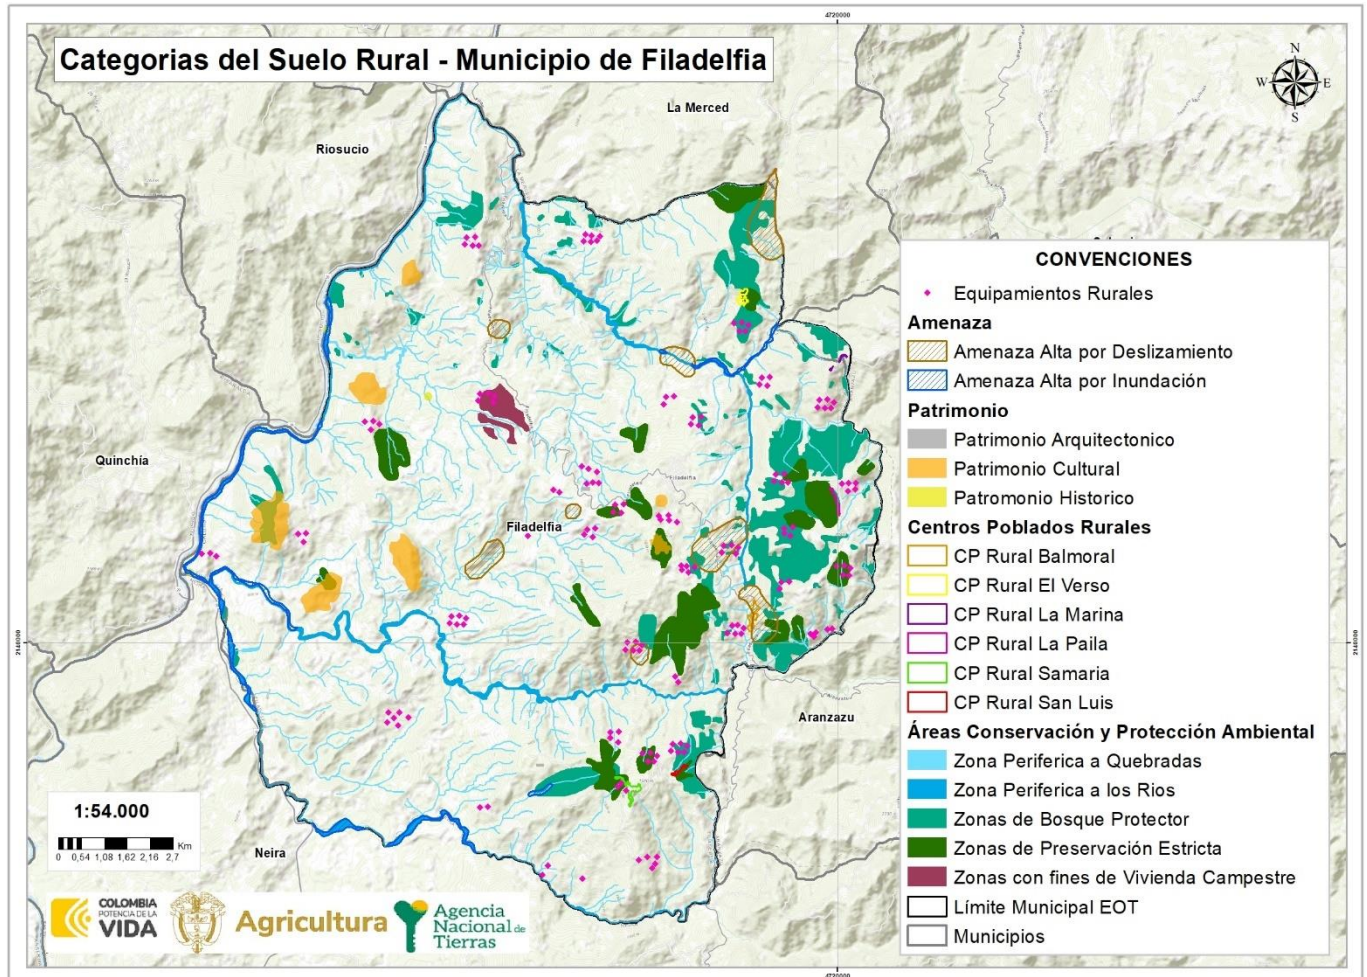 4720000
Categorias del Suelo Rural - Municipio de Filadelfia
N
W E
S
La Merced
Riosucio
Quinchía
Filadelfia
Filadelfia
Aranzazu
Neira
2140000
2140000
CONVENCIONES
Equipamientos Rurales
Amenaza
Amenaza Alta por Deslizamiento
Amenaza Alta por Inundación
Patrimonio
Patrimonio Arquitectonico
Patrimonio Cultural
Patromonio Historico
Centros Poblados Rurales
CP Rural Balmoral
CP Rural El Verso
CP Rural La Marina
CP Rural La Paila
CP Rural Samaria
CP Rural San Luis
Áreas Conservación y Protección Ambiental
Zona Periferica a Quebradas
Zona Periferica a los Rios
Zonas de Bosque Protector
Zonas de Preservación Estricta
Zonas con fines de Vivienda Campestre
Límite Municipal EOT
Municipios
1:54.000
Km
0 0,54 1,08 1,62 2,16 2,7
COLOMBIA
POTENCIA DE LA
VIDA
Agricultura
Agencia
Nacional de
Tierras
4720000